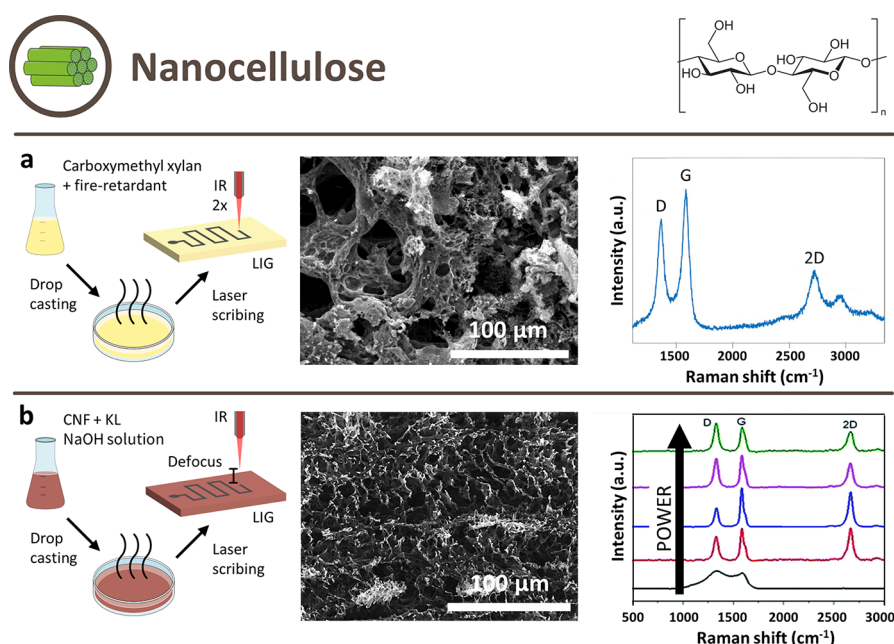 Nanocellulose
OH
HO
O
OH
O
OH
HO
O
OH
O
n
a
Carboxymethyl xylan
+ fire-retardant
IR
2x
LIG
Drop
casting
Laser
scribing
100 μm
Intensity (a.u.)
D
G
2D
1500
2000
2500
3000
Raman shift (cm⁻¹)
b
CNF + KL
NaOH solution
IR
Defocus
LIG
Drop
casting
Laser
scribing
100 μm
Intensity (a.u.)
POWER
D
G
2D
500
1000
1500
2000
2500
3000
Raman shift (cm⁻¹)